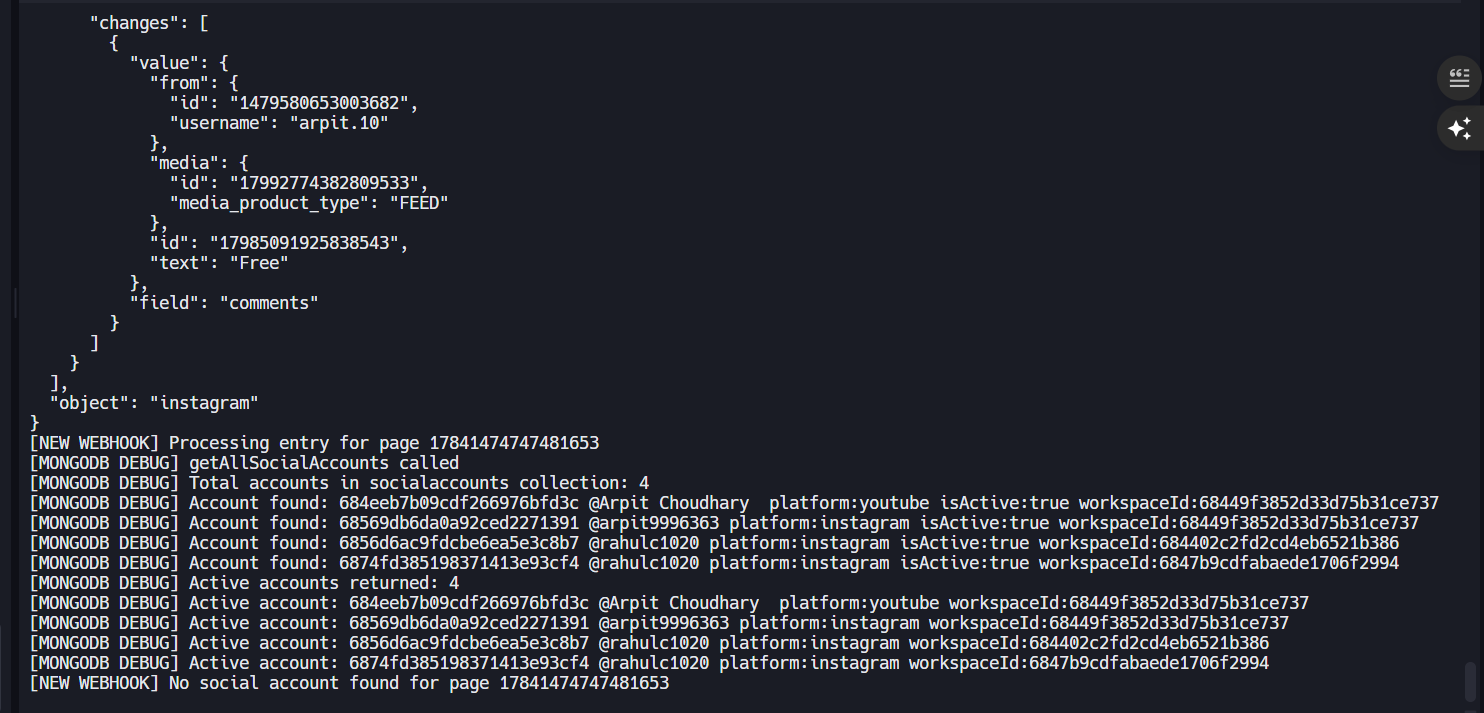 "changes": [
{
"value": {
"from": {
"id": "1479580653003682",
"username": "arpit.10"
},
"media": {
"id": "17992774382809533",
"media_product_type": "FEED"
},
"id": "17985091925838543",
"text": "Free"
},
"field": "comments"
}
]
}
],
"object": "instagram"
}
[NEW WEBHOOK] Processing entry for page 17841474747481653
[MONGODB DEBUG] getAllSocialAccounts called
[MONGODB DEBUG] Total accounts in socialaccounts collection: 4
[MONGODB DEBUG] Account found: 684eeb7b09cdf266976bfd3c @Arpit Choudhary  platform:youtube isActive:true workspaceId:68449f3852d33d75b31ce737
[MONGODB DEBUG] Account found: 68569db6da0a92ced2271391 @arpit9996363 platform:instagram isActive:true workspaceId:68449f3852d33d75b31ce737
[MONGODB DEBUG] Account found: 6856d6ac9fdcbe6ea5e3c8b7 @rahulc1020 platform:instagram isActive:true workspaceId:684402c2fd2cd4eb6521b386
[MONGODB DEBUG] Account found: 6874fd385198371413e93cf4 @rahulc1020 platform:instagram isActive:true workspaceId:6847b9cdfabaede1706f2994
[MONGODB DEBUG] Active accounts returned: 4
[MONGODB DEBUG] Active account: 684eeb7b09cdf266976bfd3c @Arpit Choudhary  platform:youtube workspaceId:68449f3852d33d75b31ce737
[MONGODB DEBUG] Active account: 68569db6da0a92ced2271391 @arpit9996363 platform:instagram workspaceId:68449f3852d33d75b31ce737
[MONGODB DEBUG] Active account: 6856d6ac9fdcbe6ea5e3c8b7 @rahulc1020 platform:instagram workspaceId:684402c2fd2cd4eb6521b386
[MONGODB DEBUG] Active account: 6874fd385198371413e93cf4 @rahulc1020 platform:instagram workspaceId:6847b9cdfabaede1706f2994
[NEW WEBHOOK] No social account found for page 17841474747481653